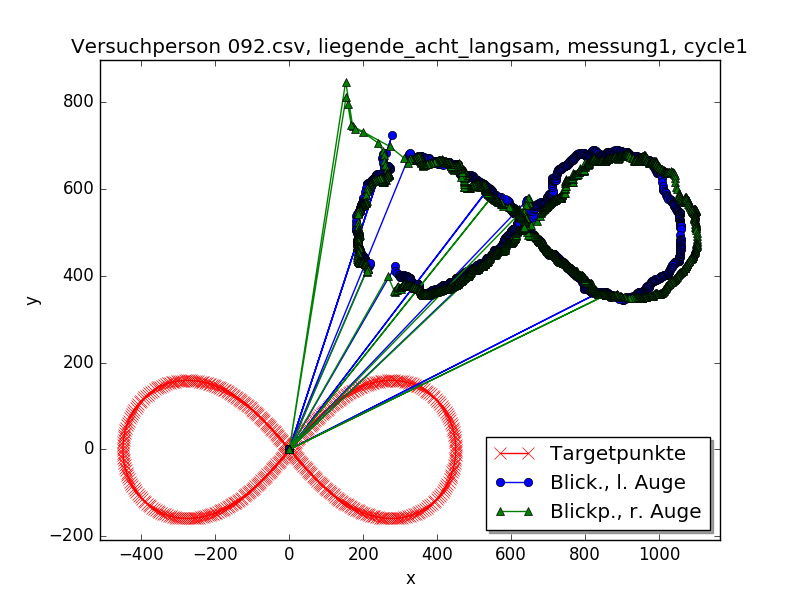 Versuchperson 092.csv, liegende_acht_langsam, messung1, cycle1
y
800
600
400
200
0
−200
−400
−200
0
200
400
600
800
1000
x
Targetpunkte
Blick., l. Auge
Blickp., r. Auge